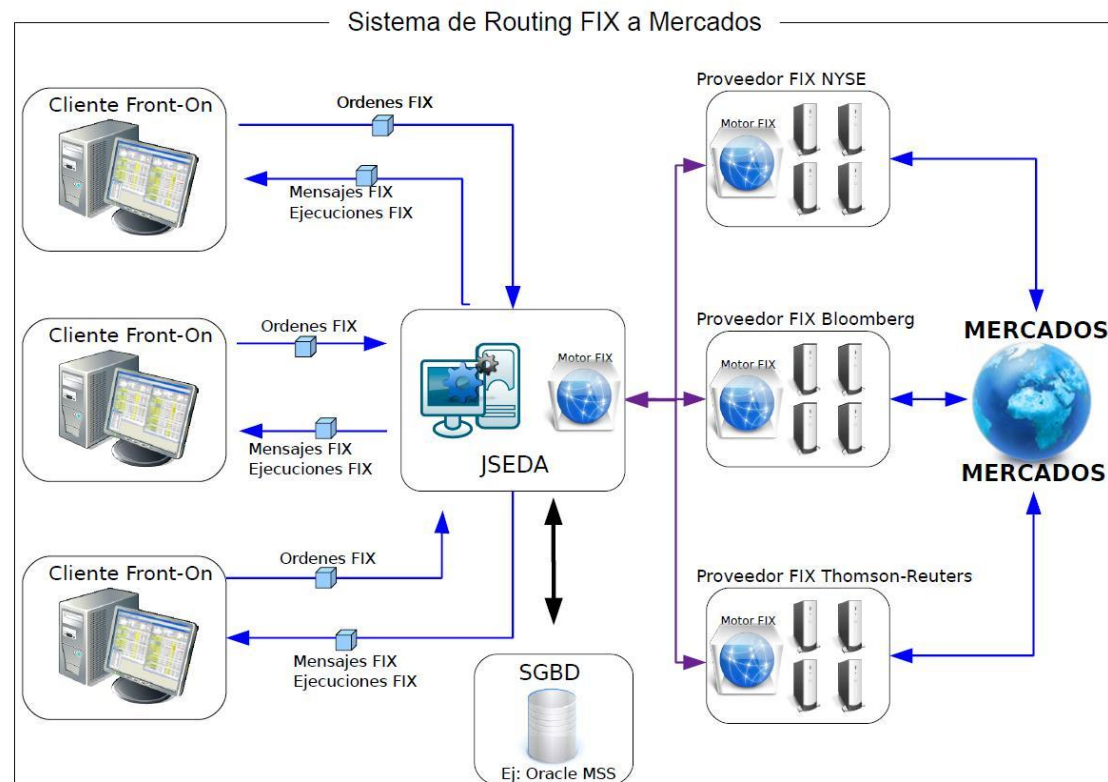 Sistema de Routing FIX a Mercados
Cliente Front-On
Ordenes FIX
Mensajes FIX
Ejecuciones FIX
Cliente Front-On
Ordenes FIX
Mensajes FIX
Ejecuciones FIX
Cliente Front-On
Ordenes FIX
Mensajes FIX
Ejecuciones FIX
Motor FIX
JSEDA
SGBD
Ej: Oracle MSS
Proveedor FIX NYSE
Motor FIX
Proveedor FIX Bloomberg
Motor FIX
Proveedor FIX Thomson-Reuters
Motor FIX
MERCADOS
MERCADOS